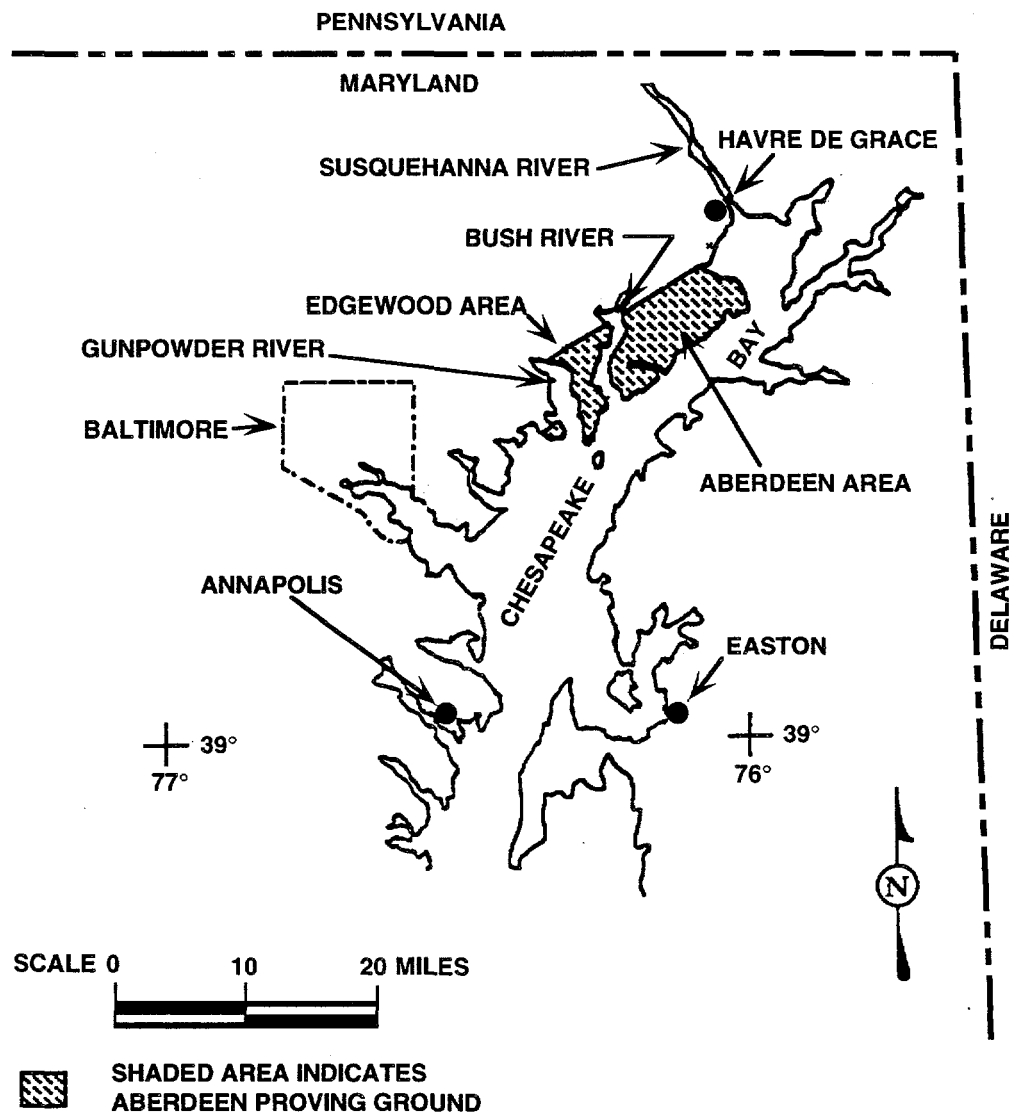 PENNSYLVANIA
MARYLAND
HAVRE DE GRACE
SUSQUEHANNA RIVER
BUSH RIVER
EDGEWOOD AREA
GUNPOWDER RIVER
BAY
BALTIMORE
ABERDEEN AREA
CHESAPEAKE
DELAWARE
ANNAPOLIS
EASTON
39°
77°
39°
76°
N
SCALE 0 10 20 MILES
SHADED AREA INDICATES
ABERDEEN PROVING GROUND